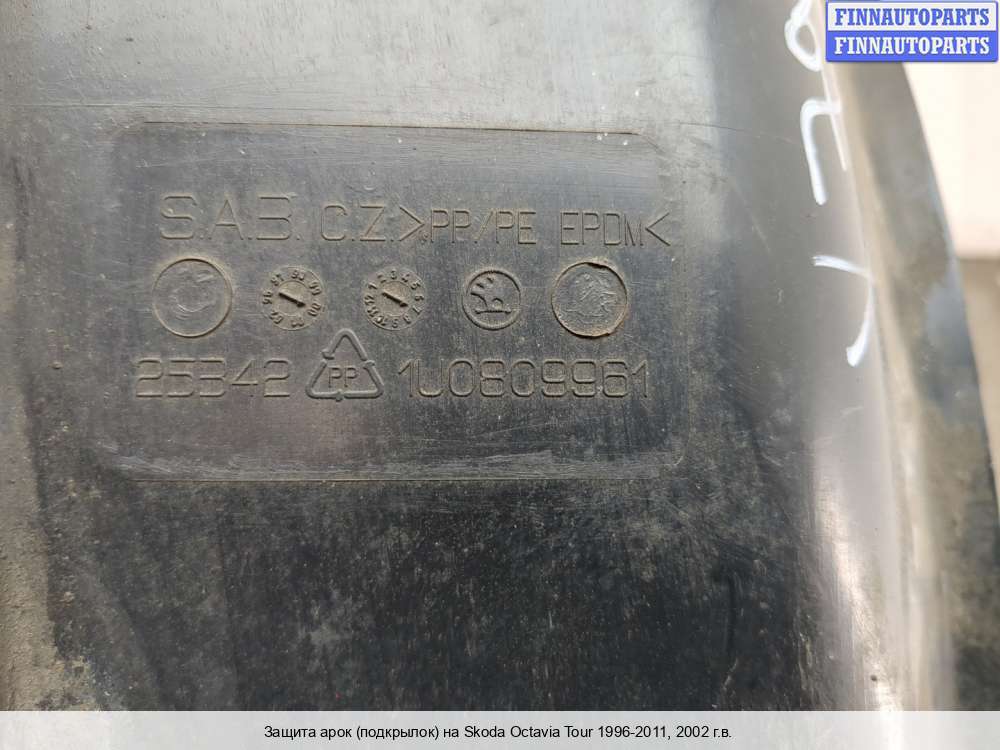 FINNAUTOPARTS
FINNAUTOPARTS
S.A.B. C.Z. >PP/PE EPDM<
25342 PP 1U0809961
Защита арок (подкрылок) на Skoda Octavia Tour 1996-2011, 2002 г.в.